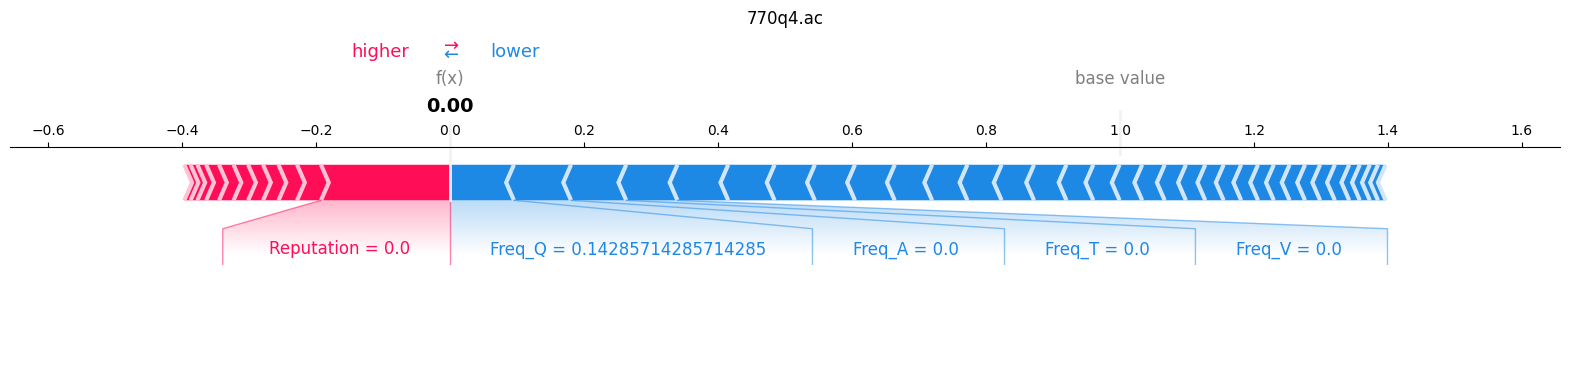 770q4.ac
higher → ← lower
f(x) base value
0.00
−0.6 −0.4 −0.2 0.0 0.2 0.4 0.6 0.8 1.0 1.2 1.4 1.6
Reputation = 0.0 Freq_Q = 0.14285714285714285 Freq_A = 0.0 Freq_T = 0.0 Freq_V = 0.0